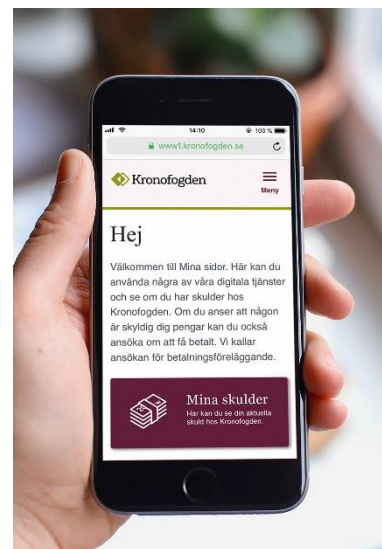 14:10
100 %
www1.kronofogden.se
Kronofogden
Meny
Hej
Välkommen till Mina sidor. Här kan du
använda några av våra digitala tjänster
och se om du har skulder hos
Kronofogden. Om du anser att någon
är skyldig dig pengar kan du också
ansöka om att få betalt. Vi kallar
ansökan för betalningsföreläggande.
Mina skulder
Här kan du se din aktuella
skuld hos Kronofogden.